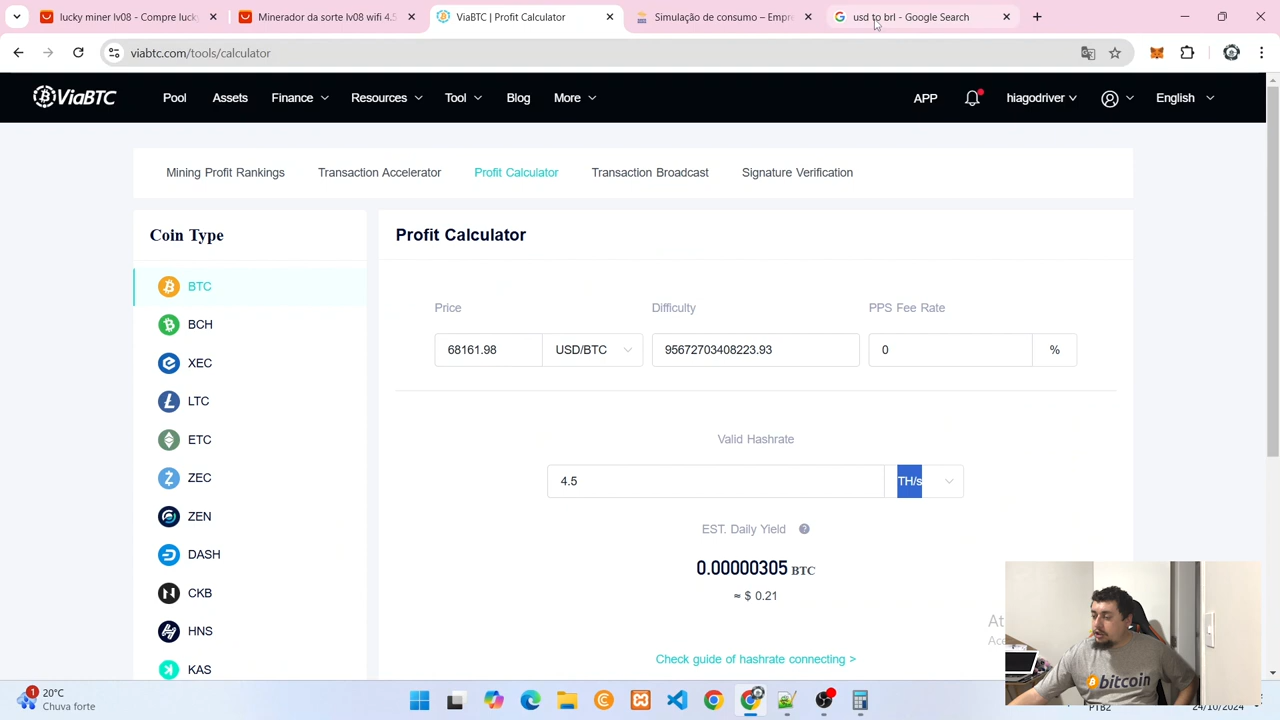 lucky miner lv08 - Compre lucky
Minerador da sorte lv08 wifi 4.5
ViaBTC | Profit Calculator
Simulação de consumo – Empre
usd to brl - Google Search
viabtc.com/tools/calculator
ViaBTC
Pool
Assets
Finance
Resources
Tool
Blog
More
APP
hiagodriver
English
Mining Profit Rankings
Transaction Accelerator
Profit Calculator
Transaction Broadcast
Signature Verification
Coin Type
BTC
BCH
XEC
LTC
ETC
ZEC
ZEN
DASH
CKB
HNS
KAS
Profit Calculator
Price
Difficulty
PPS Fee Rate
68161.98
USD/BTC
95672703408223.93
0
%
Valid Hashrate
4.5
TH/s
EST. Daily Yield
0.00000305 BTC
≈ $ 0.21
Check guide of hashrate connecting >
bitcoin
1
20°C
Chuva forte
PTB2
24/10/2024